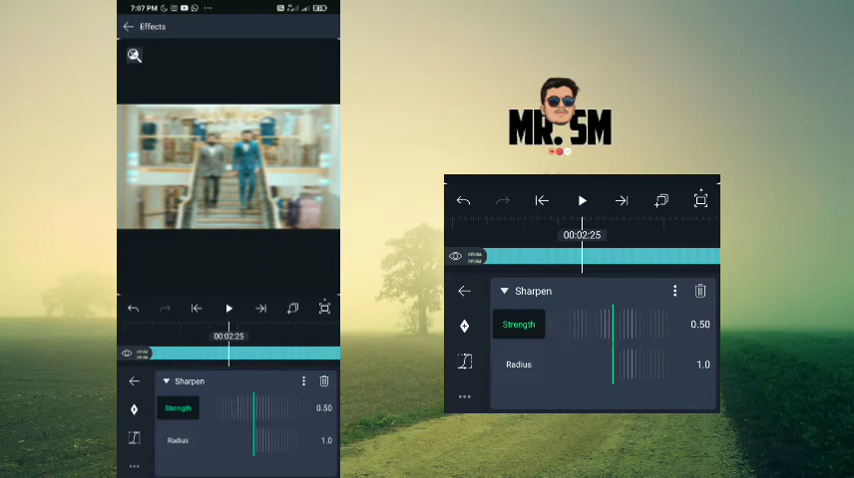 7:07 PM
Effects
00:02:25
Sharpen
Strength
0.50
Radius
1.0
MR. SM
00:02:25
Sharpen
Strength
0.50
Radius
1.0